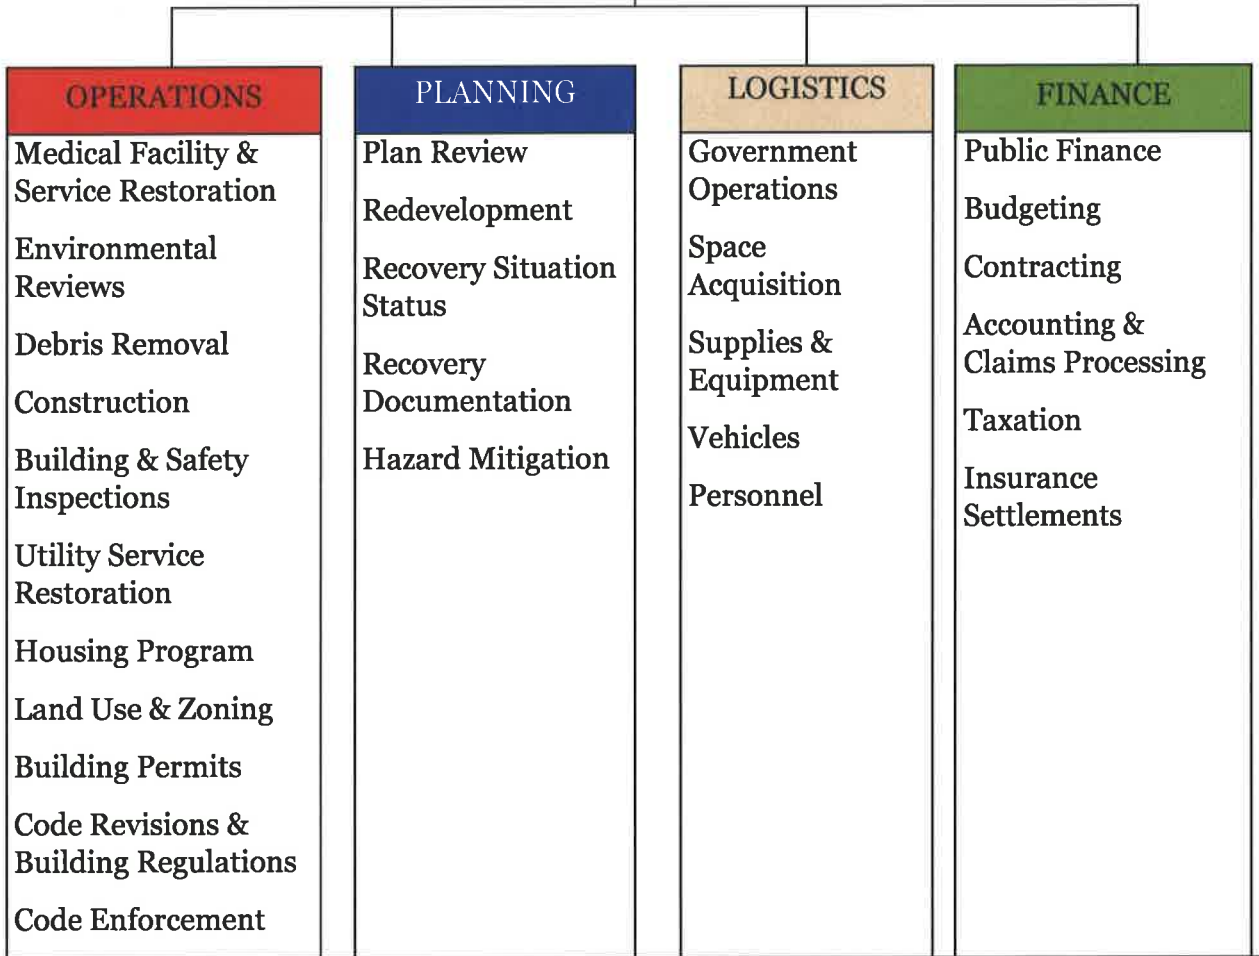 OPERATIONS
Medical Facility &
Service Restoration
Environmental
Reviews
Debris Removal
Construction
Building & Safety
Inspections
Utility Service
Restoration
Housing Program
Land Use & Zoning
Building Permits
Code Revisions &
Building Regulations
Code Enforcement
PLANNING
Plan Review
Redevelopment
Recovery Situation
Status
Recovery
Documentation
Hazard Mitigation
LOGISTICS
Government
Operations
Space
Acquisition
Supplies &
Equipment
Vehicles
Personnel
FINANCE
Public Finance
Budgeting
Contracting
Accounting &
Claims Processing
Taxation
Insurance
Settlements